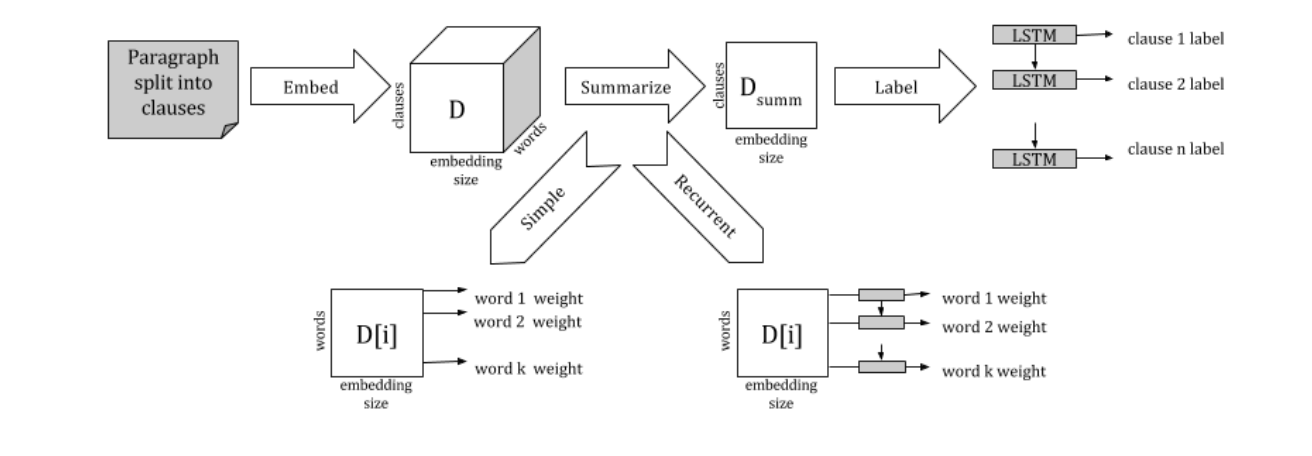 Paragraph
split into
clauses
Embed
clauses
D
words
embedding
size
Summarize
clauses
D summ
embedding
size
Label
LSTM
clause 1 label
LSTM
clause 2 label
LSTM
clause n label
Simple
Recurrent
words
D[i]
embedding
size
word 1 weight
word 2 weight
word k weight
words
D[i]
embedding
size
word 1 weight
word 2 weight
word k weight